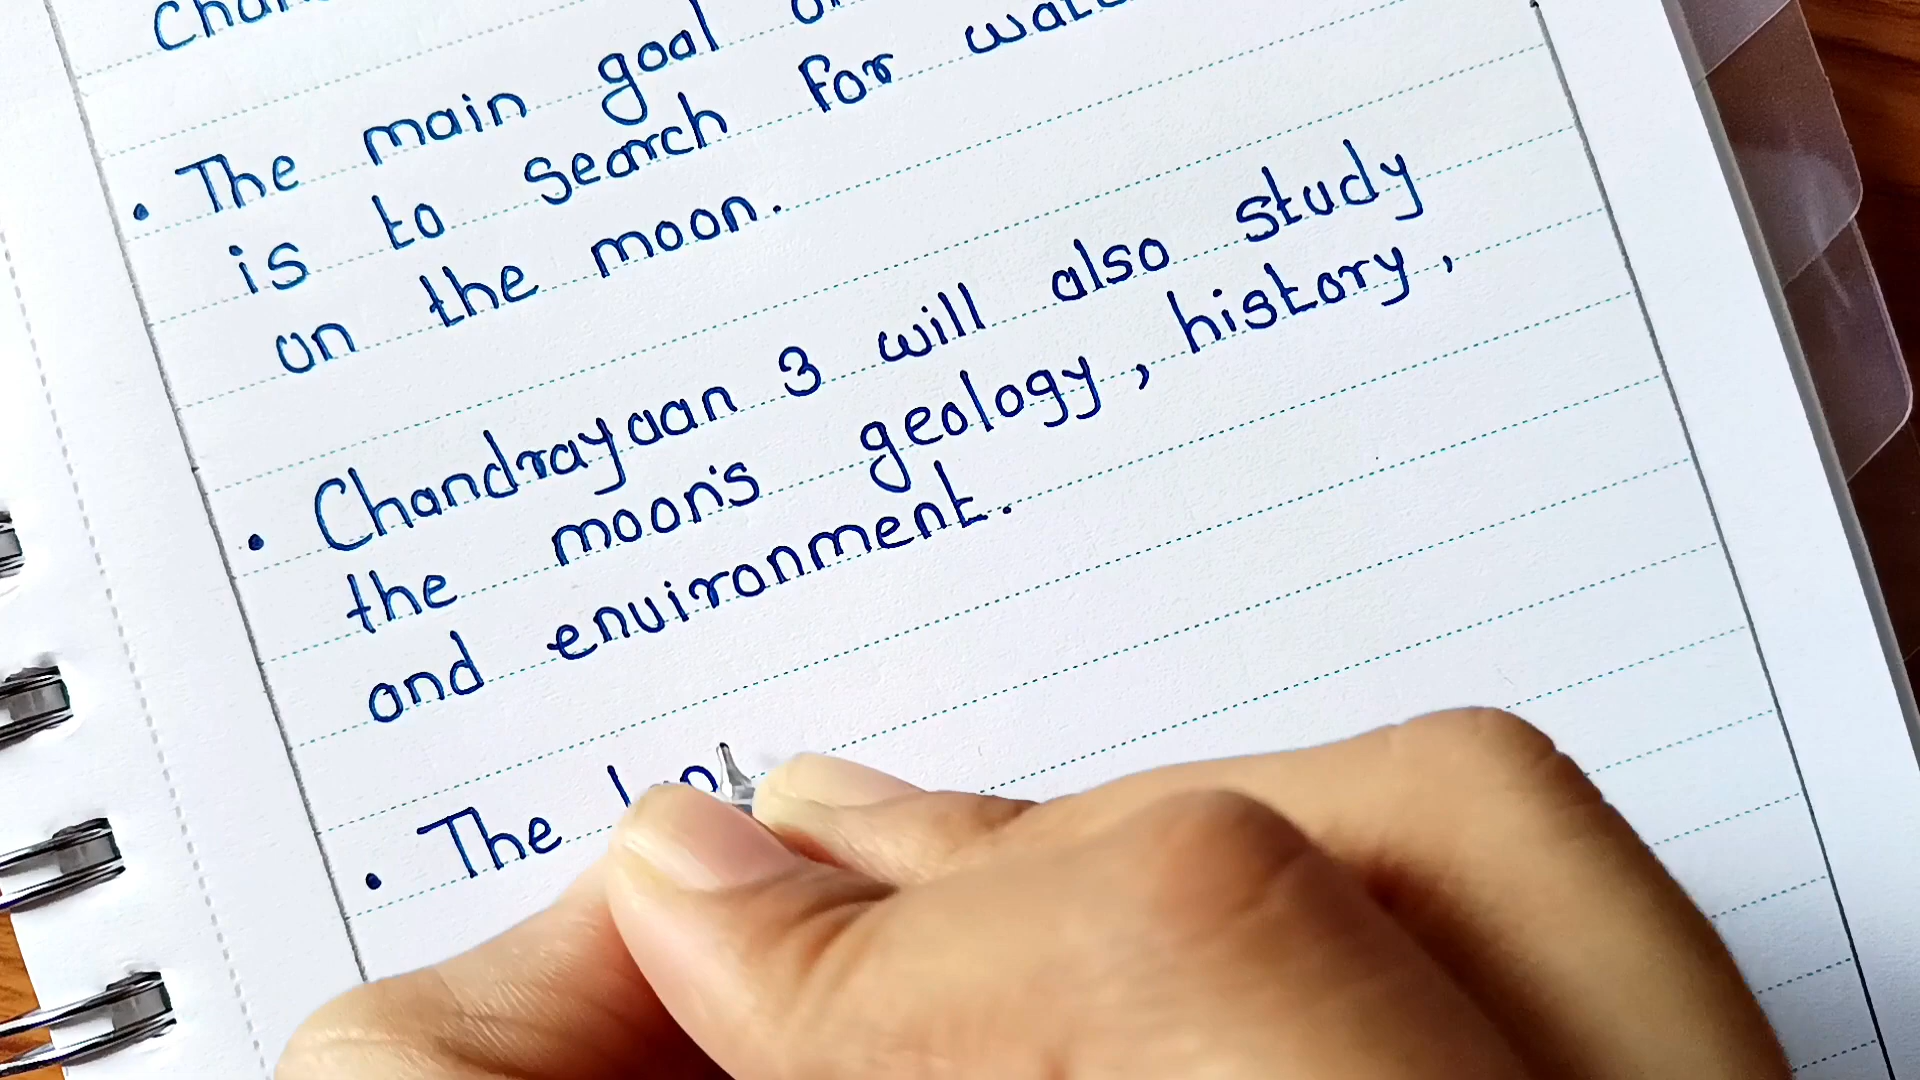 • The main goal
is to search for
on the moon.
• Chandrayaan 3 will also study
the moon's geology, history,
and environment.
• The